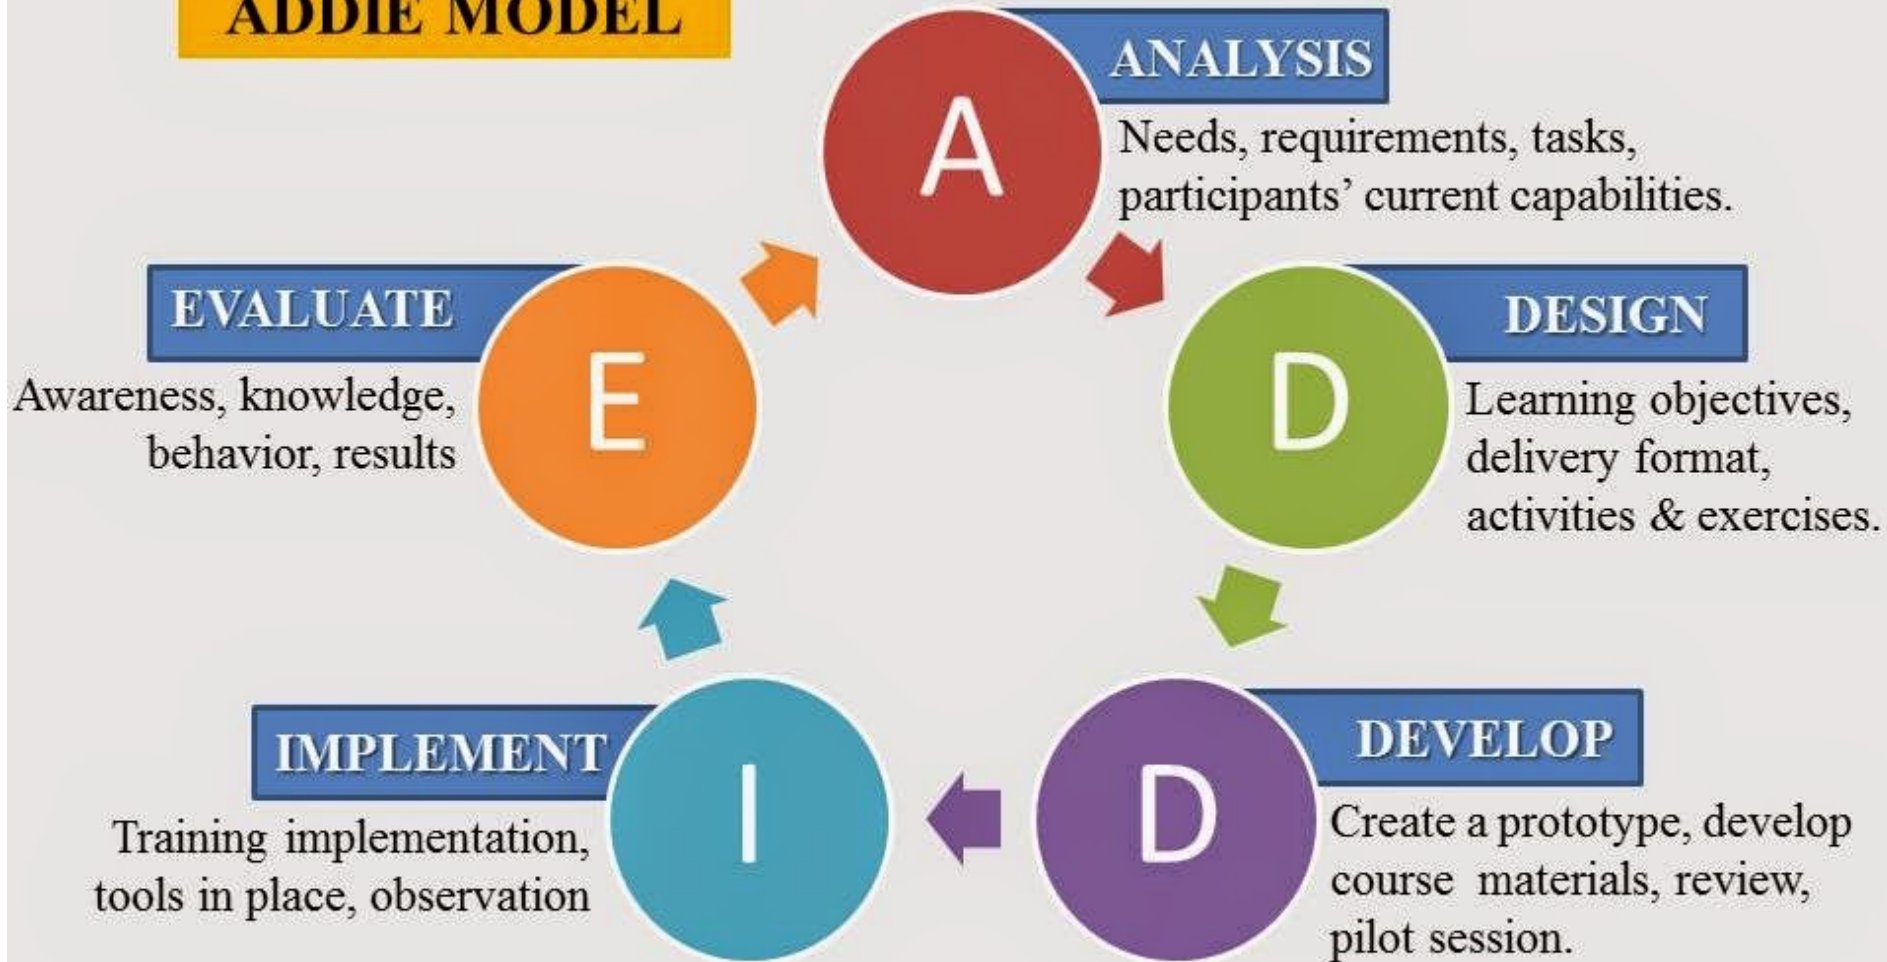 ADDIE MODEL
A
ANALYSIS
Needs, requirements, tasks,
participants’ current capabilities.
D
DESIGN
Learning objectives,
delivery format,
activities & exercises.
D
DEVELOP
Create a prototype, develop
course materials, review,
pilot session.
I
IMPLEMENT
Training implementation,
tools in place, observation
E
EVALUATE
Awareness, knowledge,
behavior, results